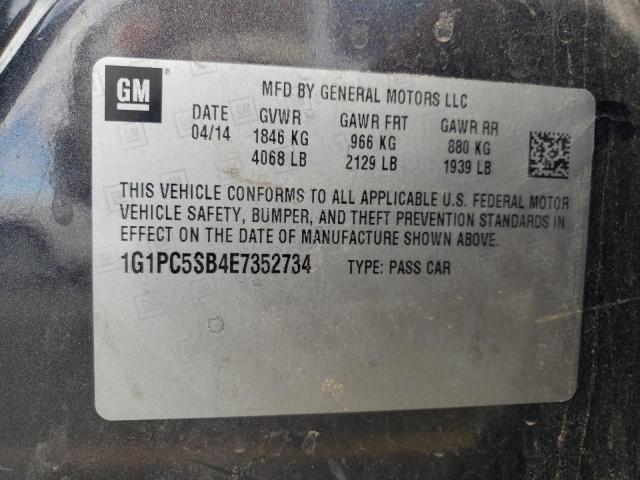 GM ®
MFD BY GENERAL MOTORS LLC
DATE GVWR GAWR FRT GAWR RR
04/14 1846 KG 966 KG 880 KG
4068 LB 2129 LB 1939 LB
THIS VEHICLE CONFORMS TO ALL APPLICABLE U.S. FEDERAL MOTOR
VEHICLE SAFETY, BUMPER, AND THEFT PREVENTION STANDARDS IN
EFFECT ON THE DATE OF MANUFACTURE SHOWN ABOVE.
1G1PC5SB4E7352734 TYPE: PASS CAR